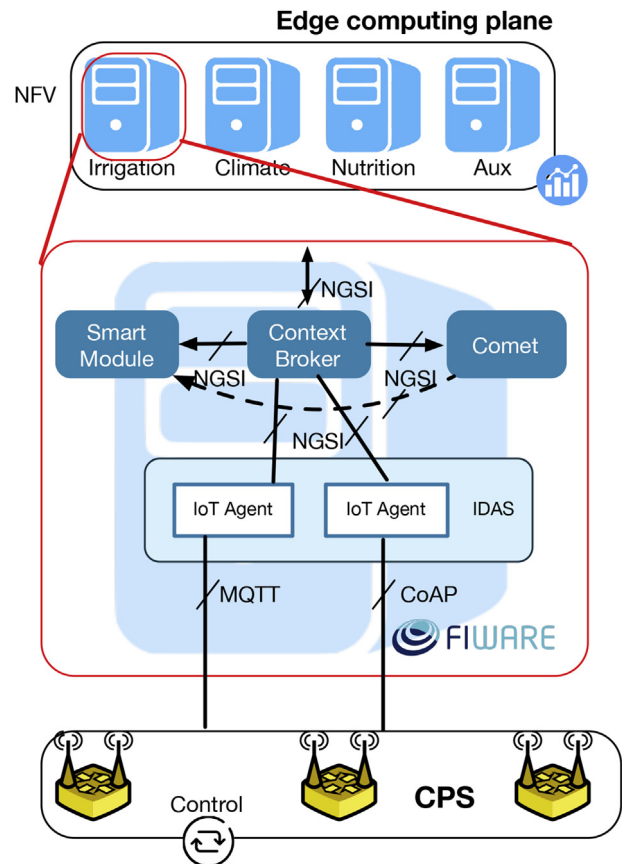 Edge computing plane
NFV
Irrigation
Climate
Nutrition
Aux
NGSI
Smart
Module
Context
Broker
Comet
NGSI
NGSI
NGSI
IoT Agent
IoT Agent
IDAS
MQTT
CoAP
FIWARE
CPS
Control